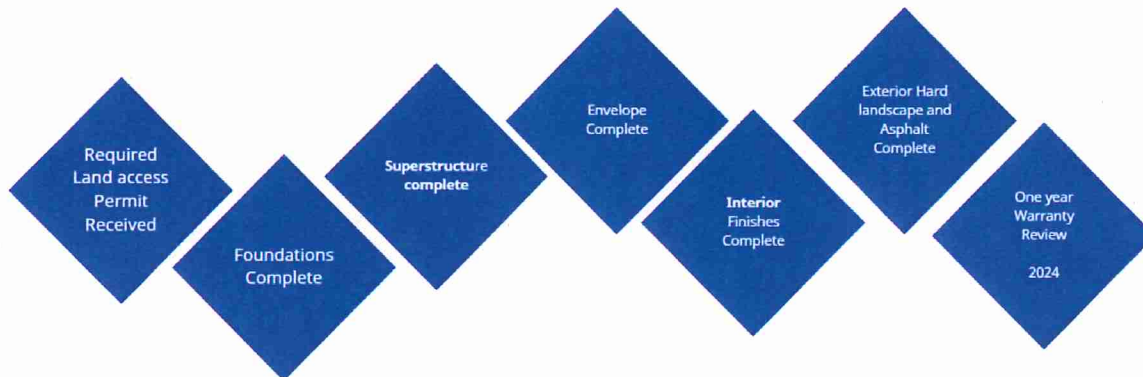 Required
Land access
Permit
Received
Foundations
Complete
Superstructure
complete
Envelope
Complete
Interior
Finishes
Complete
Exterior Hard
landscape and
Asphalt
Complete
One year
Warranty
Review
2024